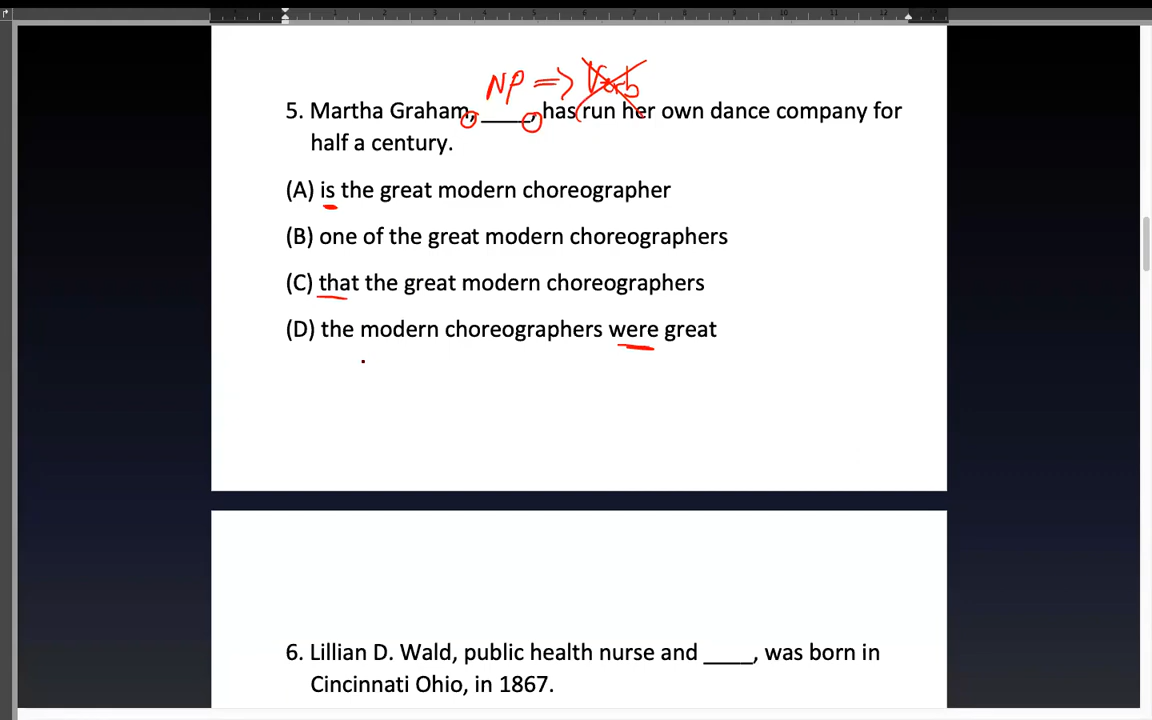 NP => Verb
5. Martha Graham, ____, has run her own dance company for
half a century.
(A) is the great modern choreographer
(B) one of the great modern choreographers
(C) that the great modern choreographers
(D) the modern choreographers were great
6. Lillian D. Wald, public health nurse and ____, was born in
Cincinnati Ohio, in 1867.